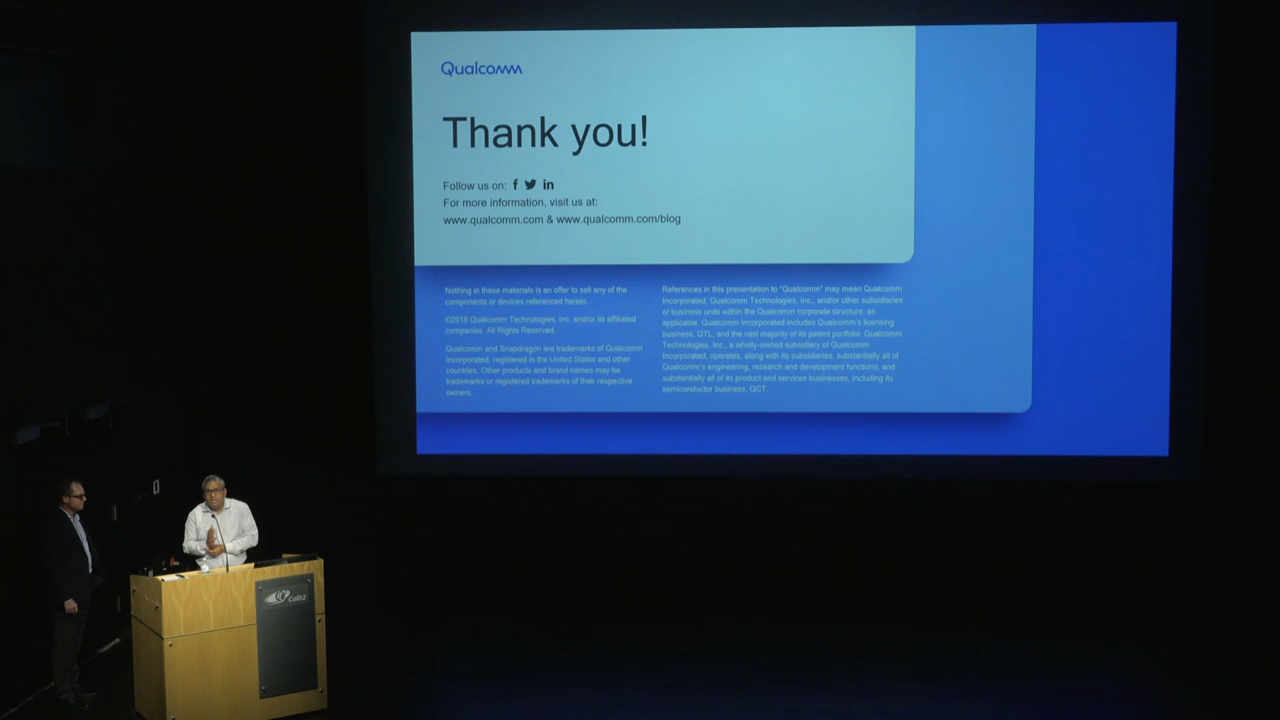 Qualcomm
Thank you!
Follow us on: f in
For more information, visit us at:
www.qualcomm.com & www.qualcomm.com/blog
Nothing in these materials is an offer to sell any of the
components or devices referenced herein.
©2018 Qualcomm Technologies, Inc. and/or its affiliated
companies. All Rights Reserved.
Qualcomm and Snapdragon are trademarks of Qualcomm
Incorporated, registered in the United States and other
countries. Other products and brand names may be
trademarks or registered trademarks of their respective
owners.
References in this presentation to "Qualcomm" may mean Qualcomm
Incorporated, Qualcomm Technologies, Inc., and/or other subsidiaries
or business units within the Qualcomm corporate structure, as
applicable. Qualcomm Incorporated includes Qualcomm's licensing
business, QTL, and the vast majority of its patent portfolio. Qualcomm
Technologies, Inc., a wholly-owned subsidiary of Qualcomm
Incorporated, operates, along with its subsidiaries, substantially all of
Qualcomm's engineering, research and development functions, and
substantially all of its product and services businesses, including its
semiconductor business, QCT.
Calit2